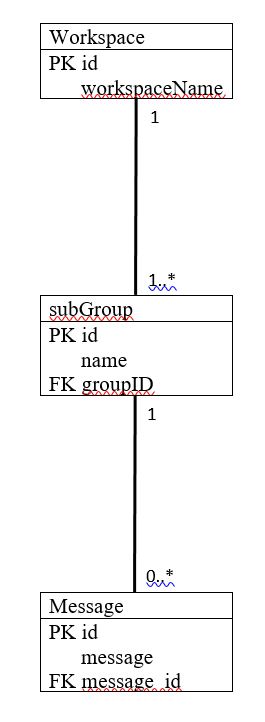 Workspace
PK id
workspaceName
1
1..*
subGroup
PK id
name
FK groupID
1
0..*
Message
PK id
message
FK message_id